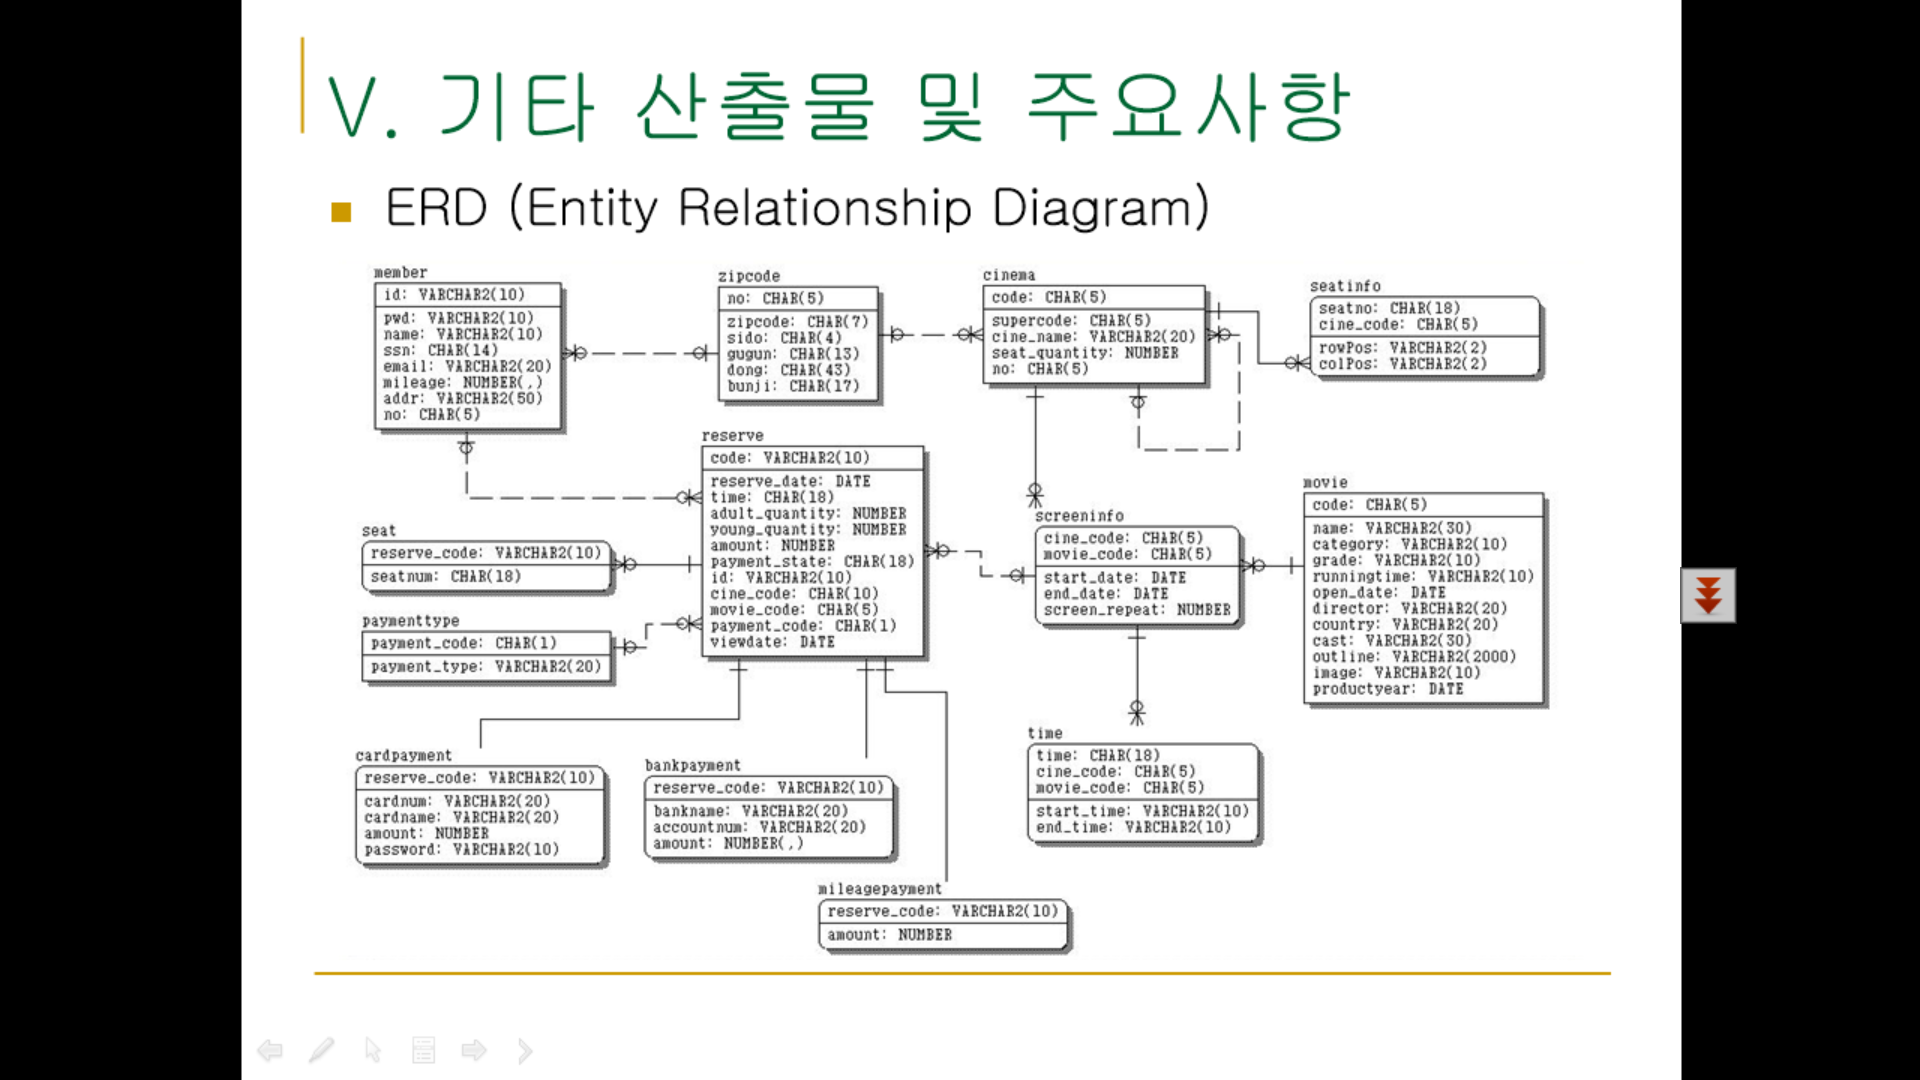 V. 기타 산출물 및 주요사항
ERD (Entity Relationship Diagram)
member
id: VARCHAR2(10)
pwd: VARCHAR2(10)
name: VARCHAR2(10)
ssn: CHAR(14)
email: VARCHAR2(20)
mileage: NUMBER(,)
addr: VARCHAR2(50)
no: CHAR(5)
zipcode
no: CHAR(5)
zipcode: CHAR(7)
sido: CHAR(4)
gugun: CHAR(13)
dong: CHAR(43)
bunji: CHAR(17)
cinema
code: CHAR(5)
supercode: CHAR(5)
cine_name: VARCHAR2(20)
seat_quantity: NUMBER
no: CHAR(5)
seatinfo
seatno: CHAR(18)
cine_code: CHAR(5)
rowPos: VARCHAR2(2)
colPos: VARCHAR2(2)
reserve
code: VARCHAR2(10)
reserve_date: DATE
time: CHAR(18)
adult_quantity: NUMBER
young_quantity: NUMBER
amount: NUMBER
payment_state: CHAR(18)
id: VARCHAR2(10)
cine_code: CHAR(10)
movie_code: CHAR(5)
payment_code: CHAR(1)
viewdate: DATE
seat
reserve_code: VARCHAR2(10)
seatnum: CHAR(18)
paymenttype
payment_code: CHAR(1)
payment_type: VARCHAR2(20)
screeninfo
cine_code: CHAR(5)
movie_code: CHAR(5)
start_date: DATE
end_date: DATE
screen_repeat: NUMBER
movie
code: CHAR(5)
name: VARCHAR2(30)
category: VARCHAR2(10)
grade: VARCHAR2(10)
runningtime: VARCHAR2(10)
open_date: DATE
director: VARCHAR2(20)
country: VARCHAR2(20)
cast: VARCHAR2(30)
outline: VARCHAR2(2000)
image: VARCHAR2(10)
productyear: DATE
cardpayment
reserve_code: VARCHAR2(10)
cardnum: VARCHAR2(20)
cardname: VARCHAR2(20)
amount: NUMBER
password: VARCHAR2(10)
bankpayment
reserve_code: VARCHAR2(10)
bankname: VARCHAR2(20)
accountnum: VARCHAR2(20)
amount: NUMBER(,)
time
time: CHAR(18)
cine_code: CHAR(5)
movie_code: CHAR(5)
start_time: VARCHAR2(10)
end_time: VARCHAR2(10)
mileagepayment
reserve_code: VARCHAR2(10)
amount: NUMBER